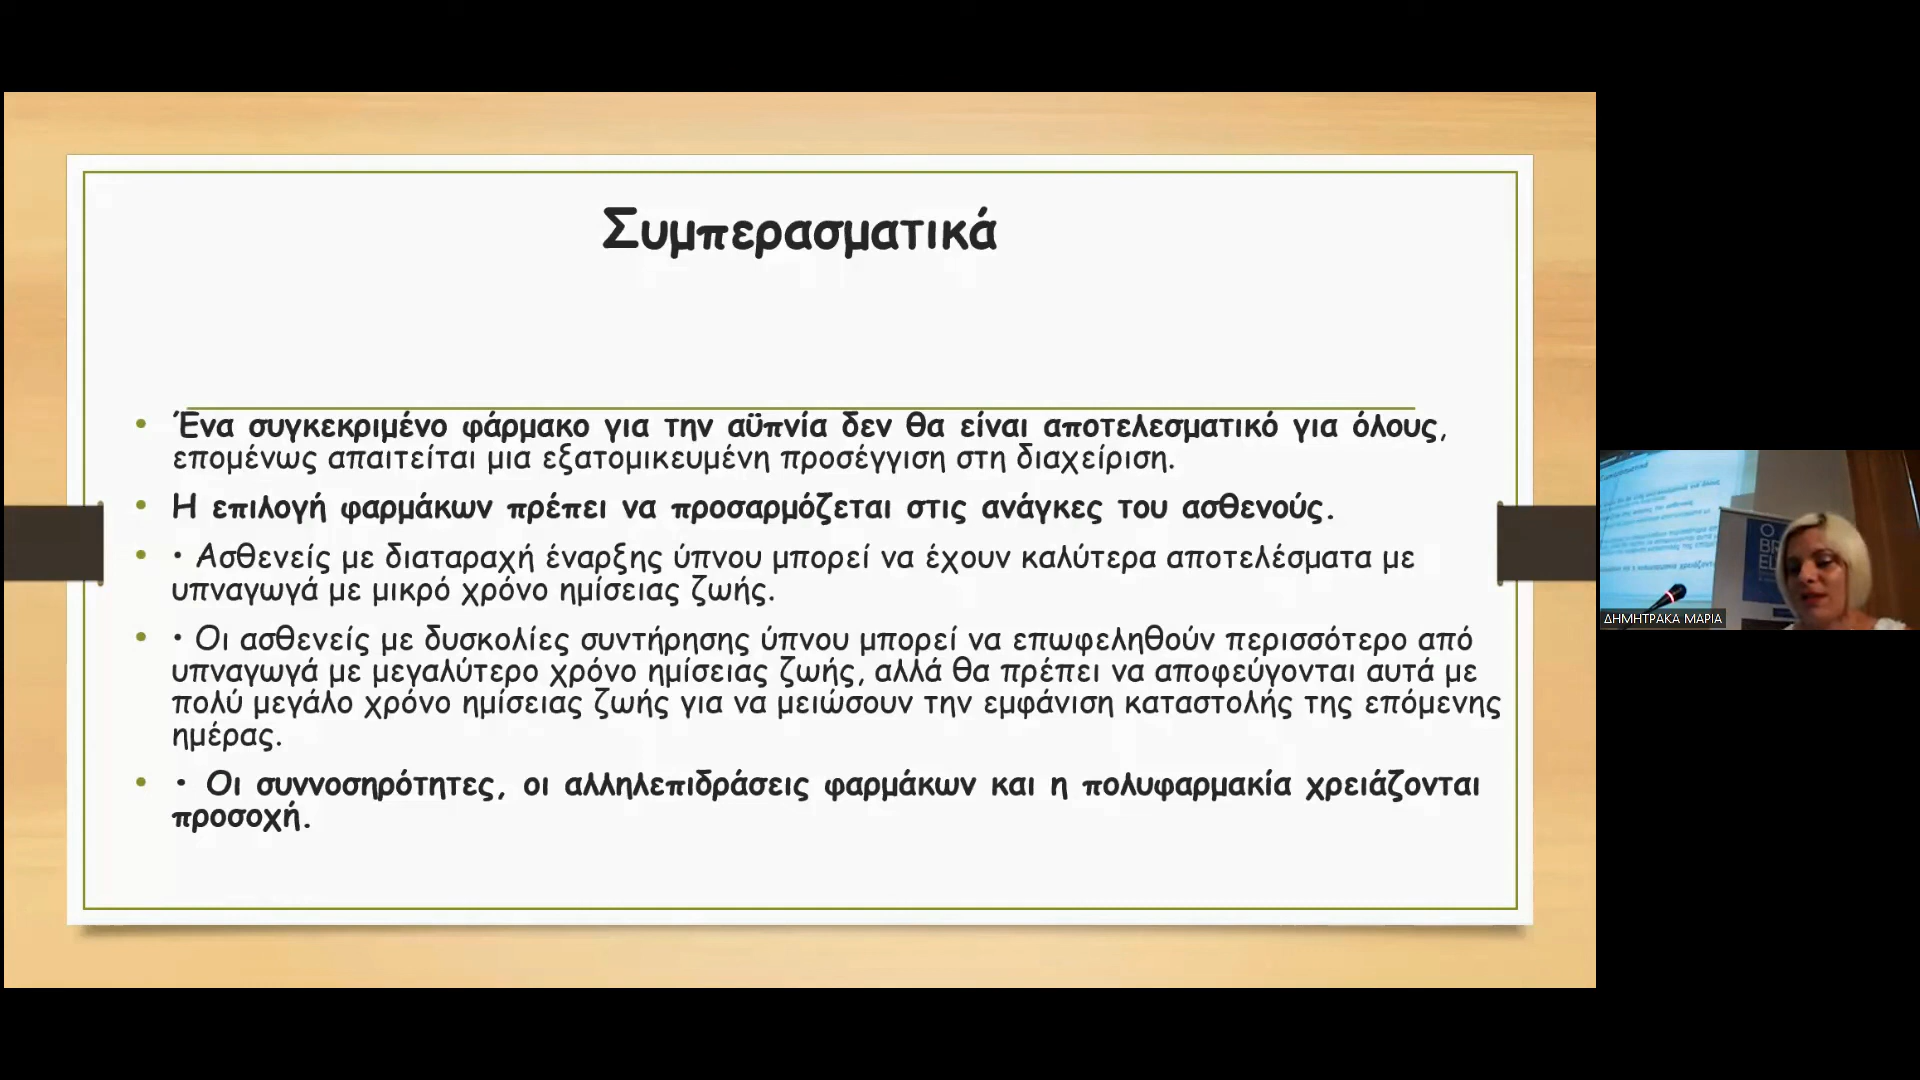 Συμπερασματικά
• Ένα συγκεκριμένο φάρμακο για την αϋπνία δεν θα είναι αποτελεσματικό για όλους,
επομένως απαιτείται μια εξατομικευμένη προσέγγιση στη διαχείριση.
• Η επιλογή φαρμάκων πρέπει να προσαρμόζεται στις ανάγκες του ασθενούς.
• • Ασθενείς με διαταραχή έναρξης ύπνου μπορεί να έχουν καλύτερα αποτελέσματα με
υπναγωγά με μικρό χρόνο ημίσειας ζωής.
• • Οι ασθενείς με δυσκολίες συντήρησης ύπνου μπορεί να επωφεληθούν περισσότερο από
υπναγωγά με μεγαλύτερο χρόνο ημίσειας ζωής, αλλά θα πρέπει να αποφεύγονται αυτά με
πολύ μεγάλο χρόνο ημίσειας ζωής για να μειώσουν την εμφάνιση καταστολής της επόμενης
ημέρας.
• • Οι συννοσηρότητες, οι αλληλεπιδράσεις φαρμάκων και η πολυφαρμακία χρειάζονται
προσοχή.
ΔΗΜΗΤΡΑΚΑ ΜΑΡΙΑ